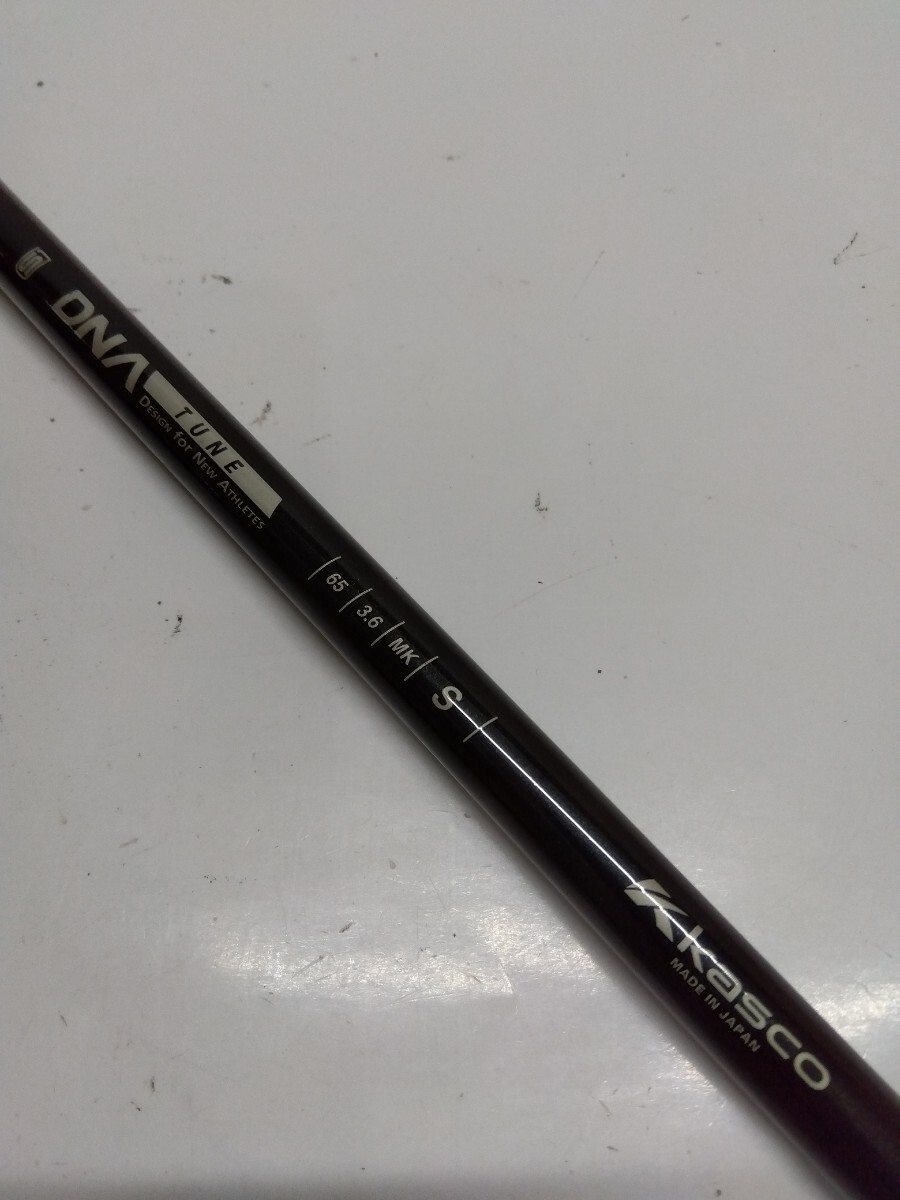 DNA TUNE
DESIGN for NEW ATHLETES
/ 65 / 3.6 / MK / S /
kasco
MADE IN JAPAN